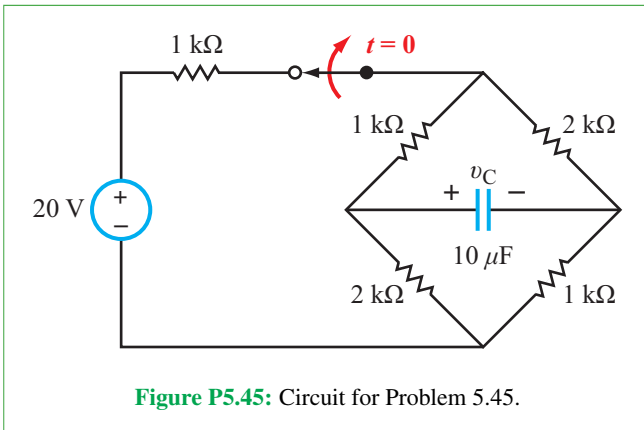 1 kΩ
t = 0
1 kΩ
2 kΩ
υC
+ −
20 V
+
−
10 μF
2 kΩ
1 kΩ
Figure P5.45: Circuit for Problem 5.45.